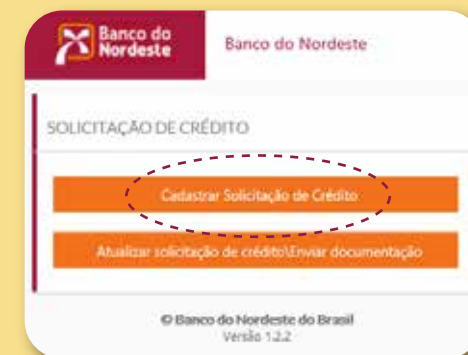 Banco do
Nordeste
Banco do Nordeste
SOLICITAÇÃO DE CRÉDITO
Cadastrar Solicitação de Crédito
Atualizar solicitação de crédito\Enviar documentação
© Banco do Nordeste do Brasil
Versão 1.2.2